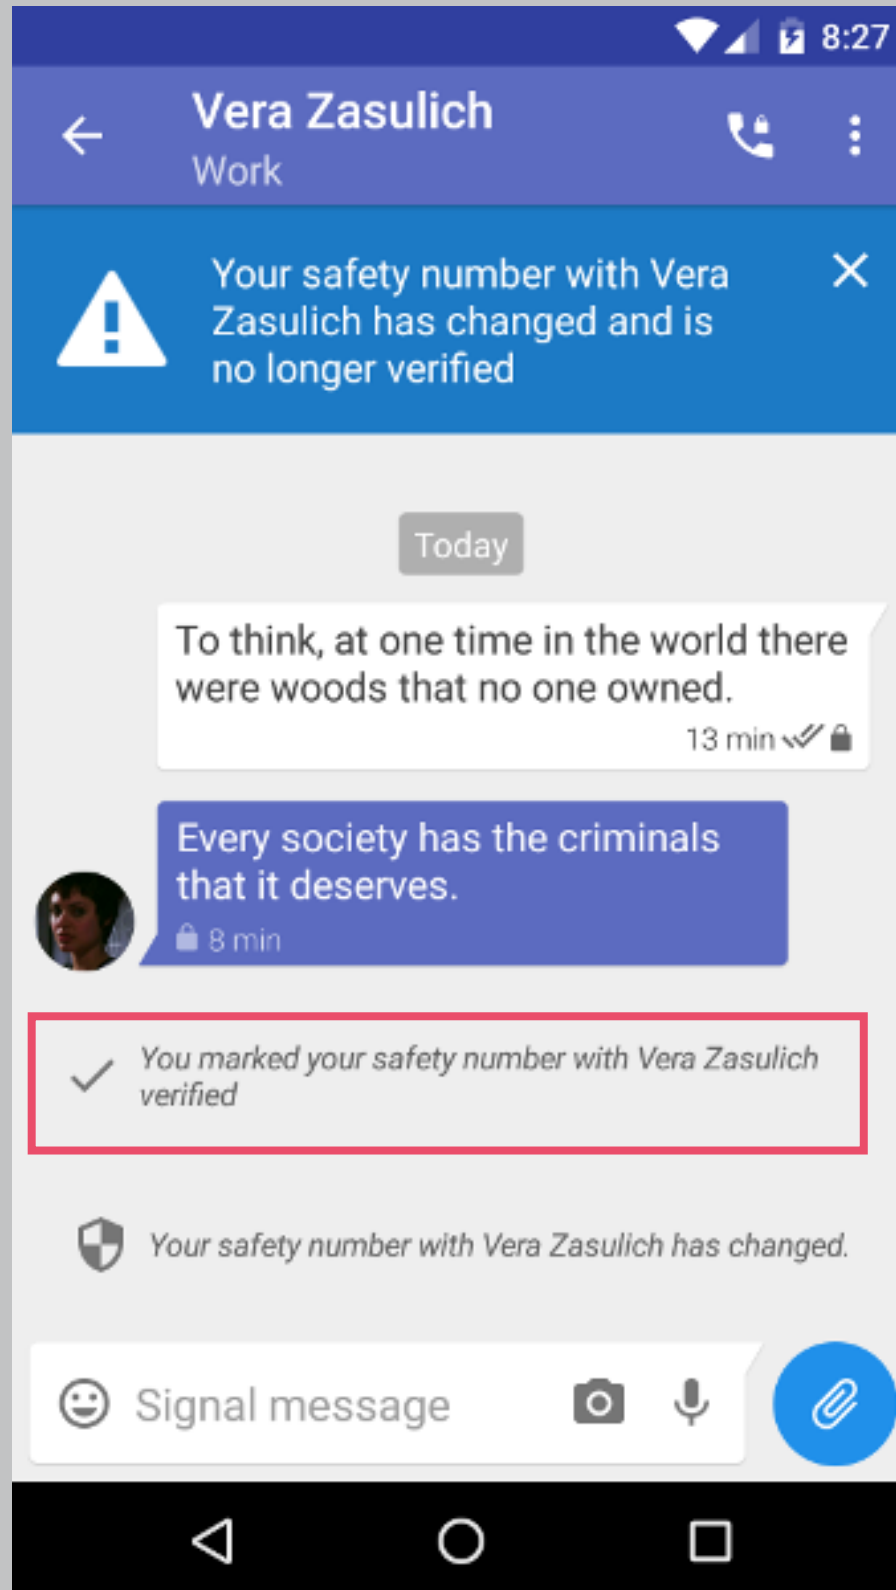 8:27
Vera Zasulich
Work
Your safety number with Vera
Zasulich has changed and is
no longer verified
Today
To think, at one time in the world there
were woods that no one owned.
13 min
Every society has the criminals
that it deserves.
8 min
You marked your safety number with Vera Zasulich
verified
Your safety number with Vera Zasulich has changed.
Signal message